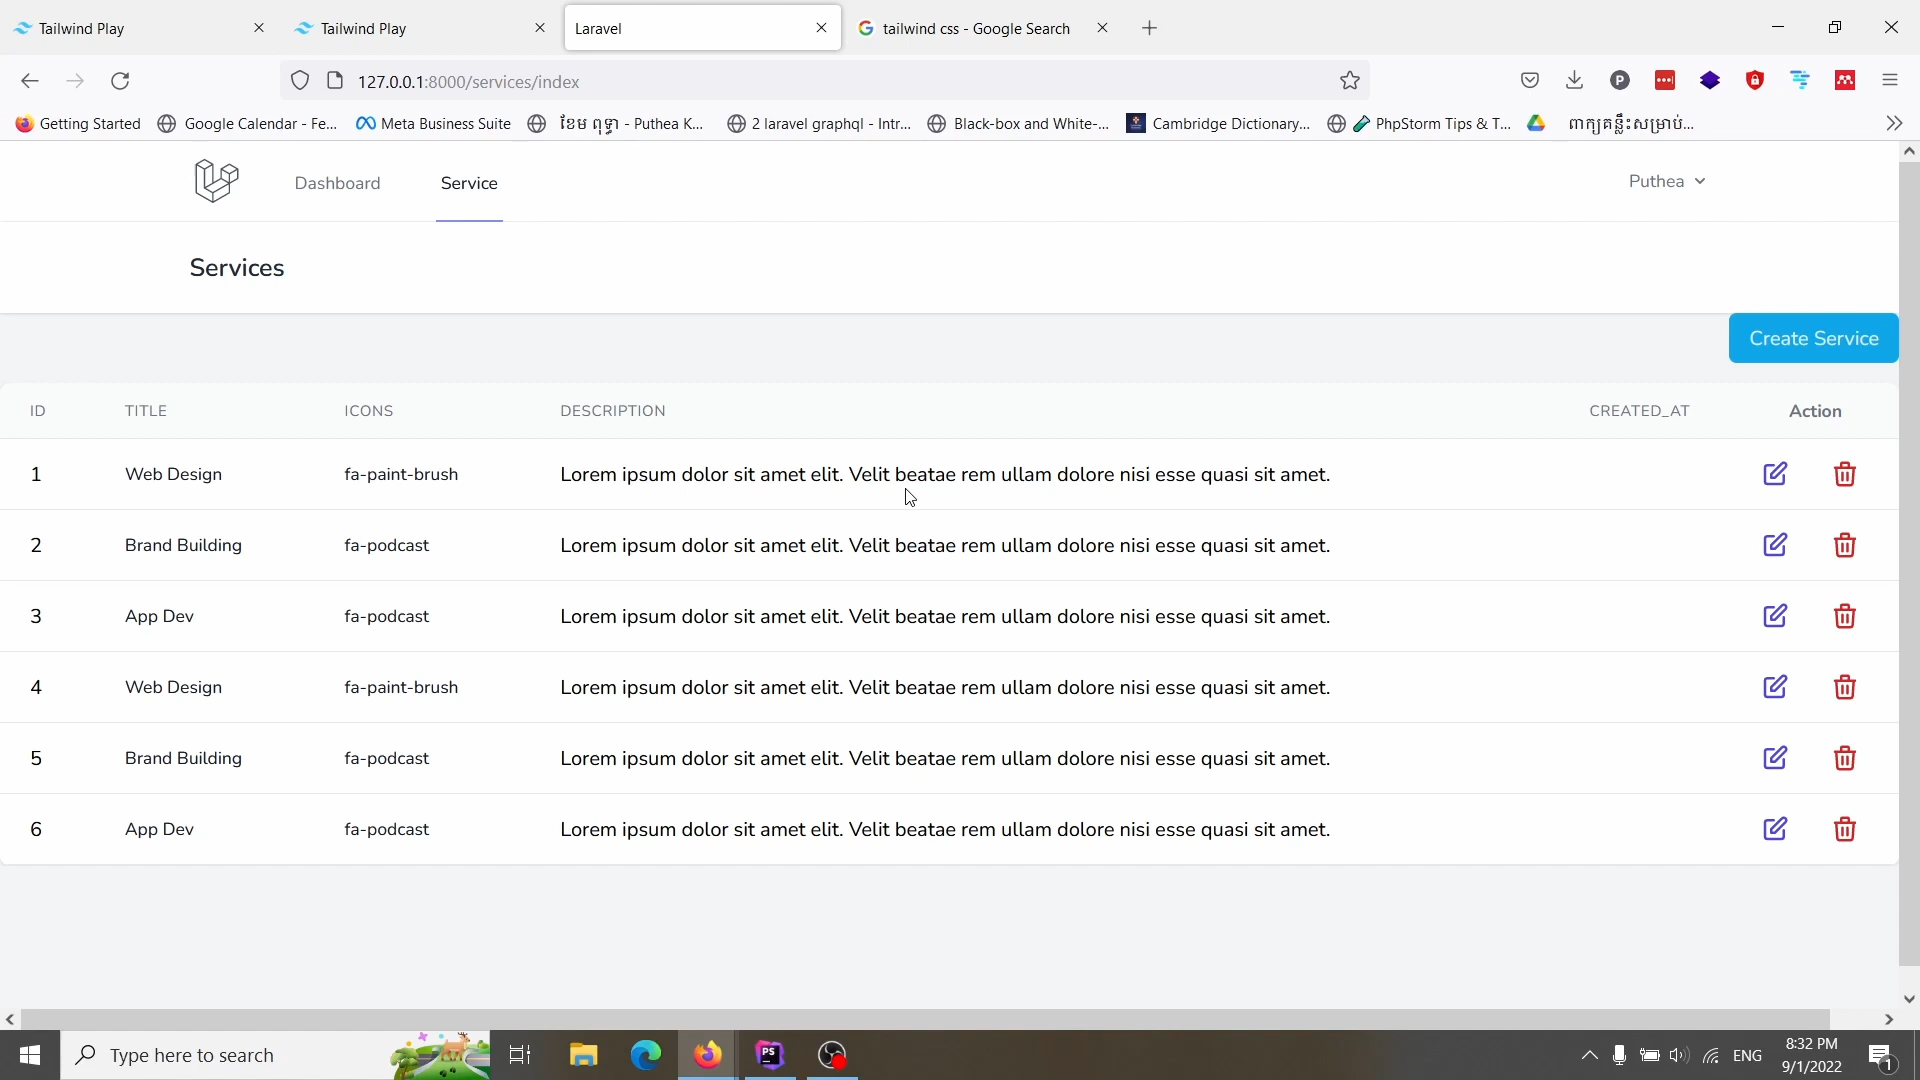 Tailwind Play
Tailwind Play
Laravel
tailwind css - Google Search
127.0.0.1:8000/services/index
Getting Started
Google Calendar - Fe...
Meta Business Suite
ខែម ពុទ្ធា - Puthea K...
2 laravel graphql - Intr...
Black-box and White-...
Cambridge Dictionary...
PhpStorm Tips & T...
ពាក្យគន្លឹះសម្រាប់...
Dashboard
Service
Puthea
Services
Create Service
ID TITLE ICONS DESCRIPTION CREATED_AT Action
1 Web Design fa-paint-brush Lorem ipsum dolor sit amet elit. Velit beatae rem ullam dolore nisi esse quasi sit amet.
2 Brand Building fa-podcast Lorem ipsum dolor sit amet elit. Velit beatae rem ullam dolore nisi esse quasi sit amet.
3 App Dev fa-podcast Lorem ipsum dolor sit amet elit. Velit beatae rem ullam dolore nisi esse quasi sit amet.
4 Web Design fa-paint-brush Lorem ipsum dolor sit amet elit. Velit beatae rem ullam dolore nisi esse quasi sit amet.
5 Brand Building fa-podcast Lorem ipsum dolor sit amet elit. Velit beatae rem ullam dolore nisi esse quasi sit amet.
6 App Dev fa-podcast Lorem ipsum dolor sit amet elit. Velit beatae rem ullam dolore nisi esse quasi sit amet.
Type here to search
PS
ENG
8:32 PM
9/1/2022
1